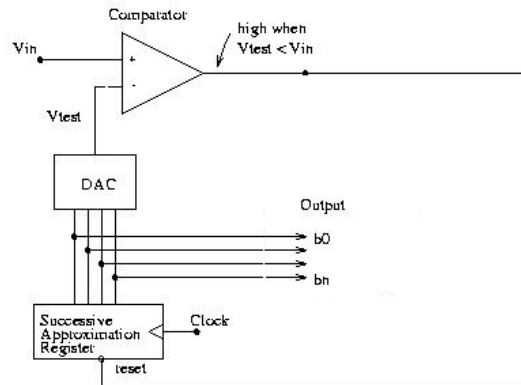 Comparator
high when
Vtest < Vin
Vin
+
-
Vtest
DAC
Output
b0
bn
Successive
Approximation
Register
Clock
reset